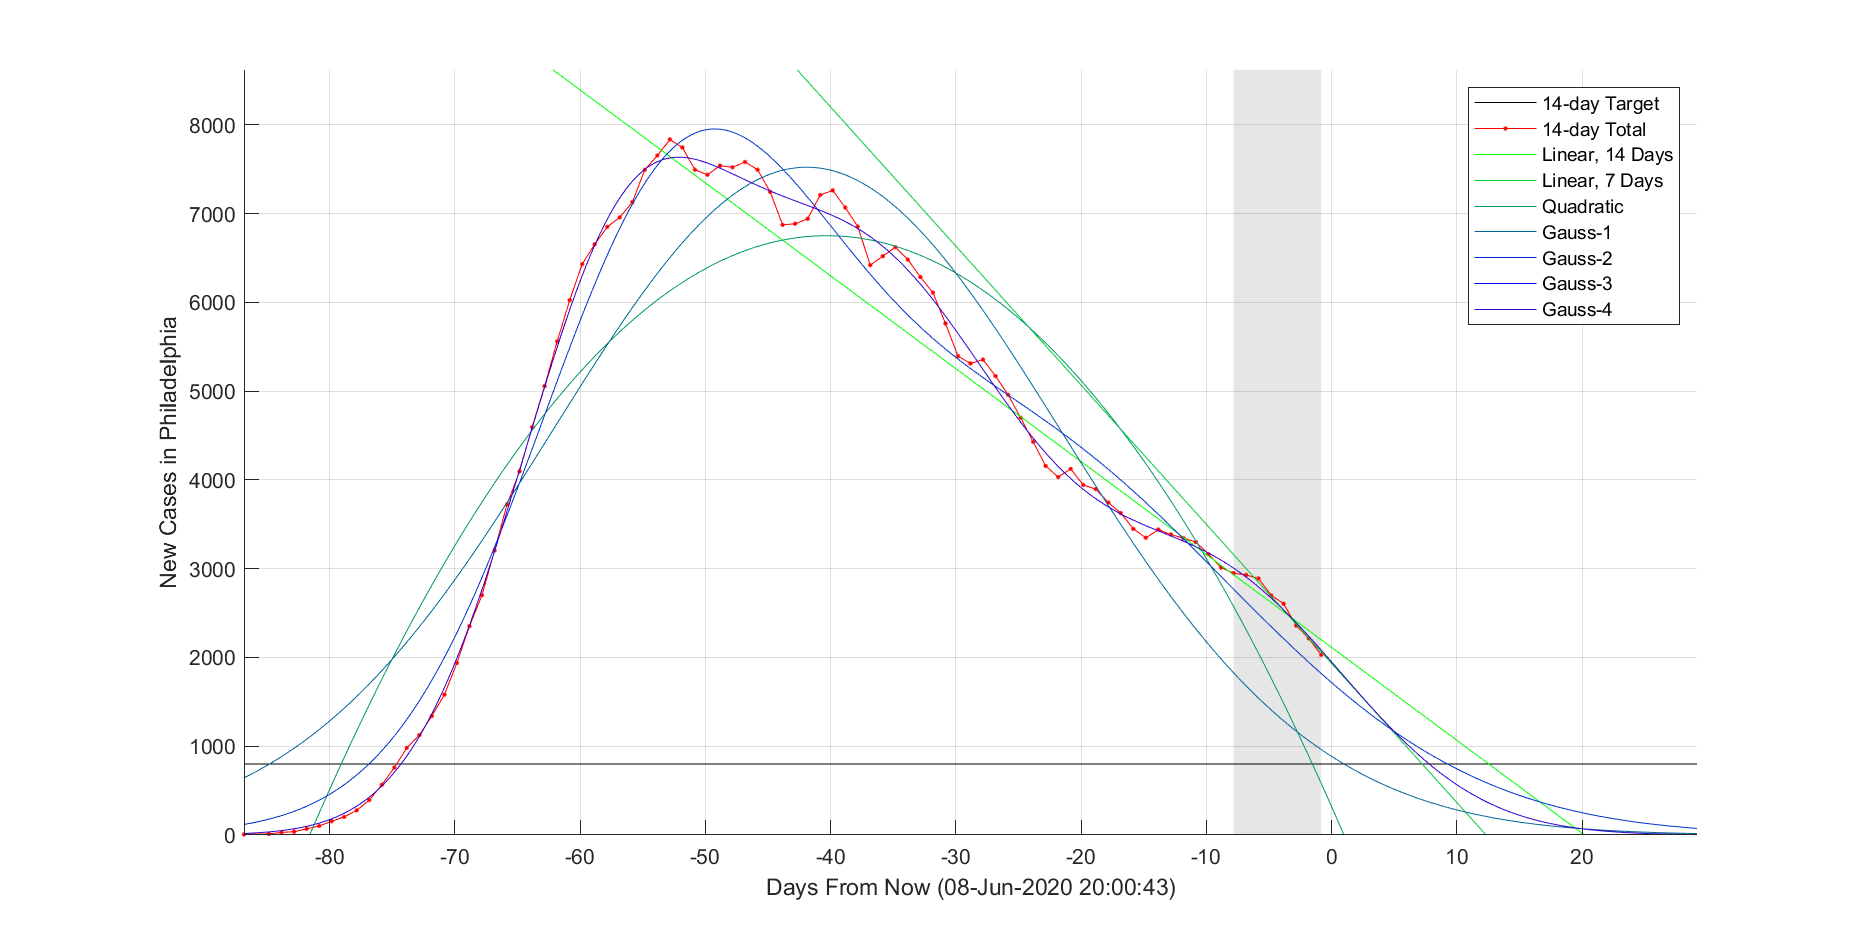 14-day Target
14-day Total
Linear, 14 Days
Linear, 7 Days
Quadratic
Gauss-1
Gauss-2
Gauss-3
Gauss-4
New Cases in Philadelphia
8000
7000
6000
5000
4000
3000
2000
1000
0
-80 -70 -60 -50 -40 -30 -20 -10 0 10 20
Days From Now (08-Jun-2020 20:00:43)